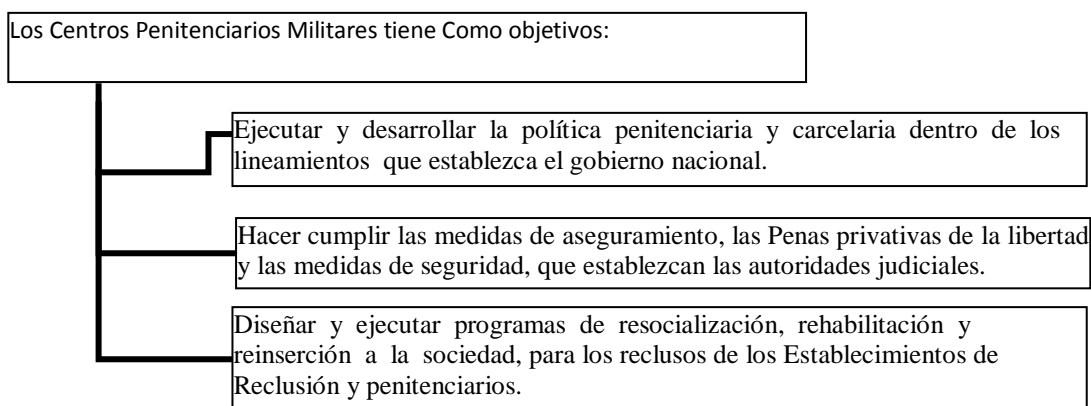 Los Centros Penitenciarios Militares tiene Como objetivos:
Ejecutar y desarrollar la política penitenciaria y carcelaria dentro de los
lineamientos que establezca el gobierno nacional.
Hacer cumplir las medidas de aseguramiento, las Penas privativas de la libertad
y las medidas de seguridad, que establezcan las autoridades judiciales.
Diseñar y ejecutar programas de resocialización, rehabilitación y
reinserción a la sociedad, para los reclusos de los Establecimientos de
Reclusión y penitenciarios.